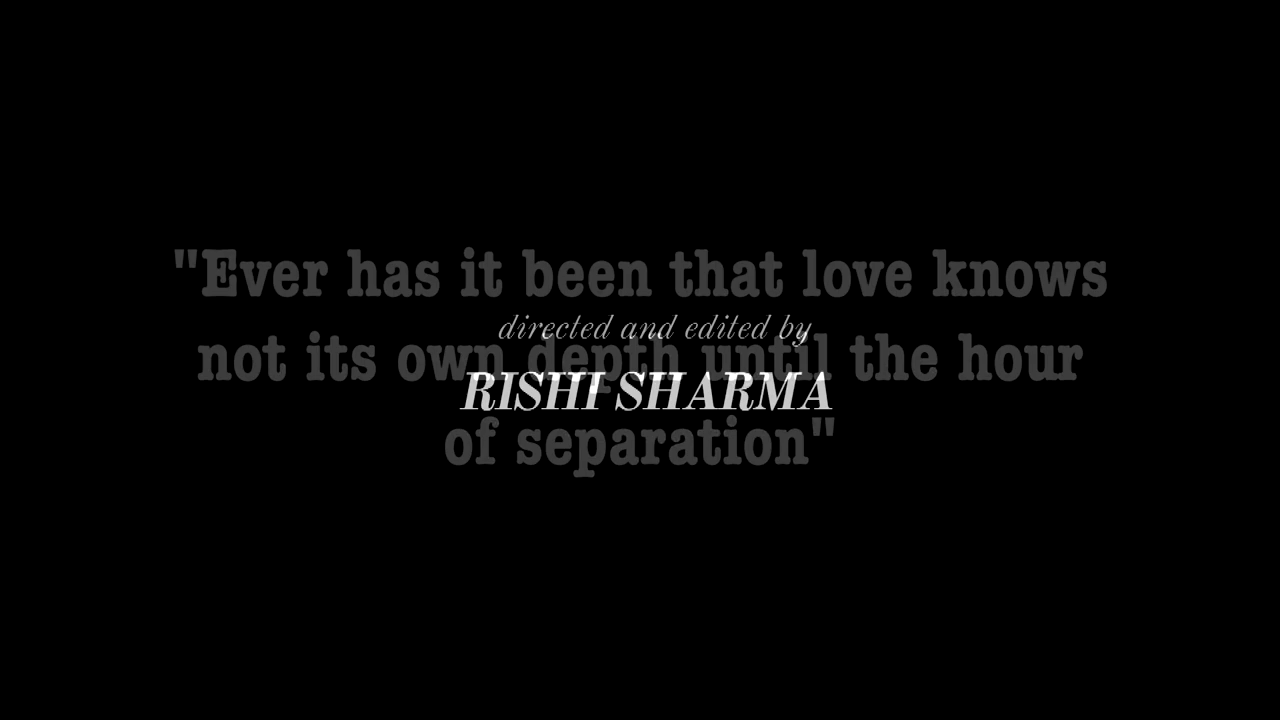 "Ever has it been that love knows
directed and edited by
not its own depth until the hour
RISHI SHARMA
of separation"